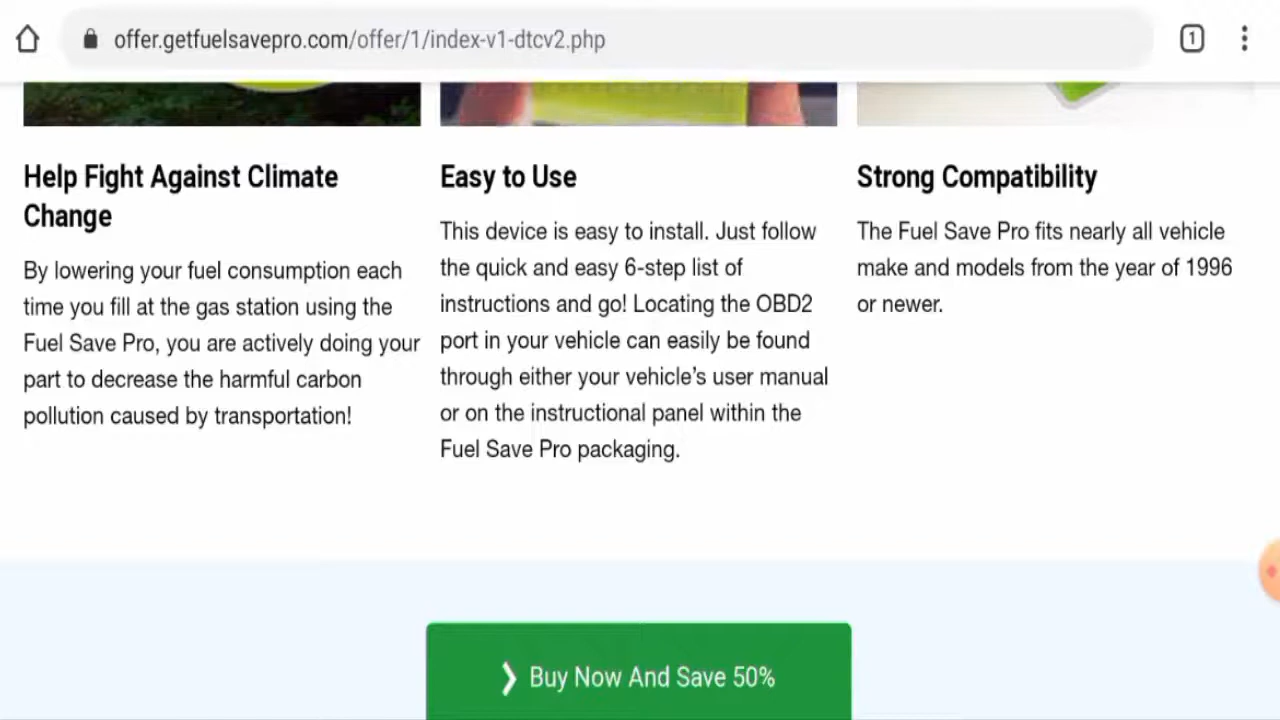 offer.getfuelsavepro.com/offer/1/index-v1-dtcv2.php
1
Help Fight Against Climate
Change
By lowering your fuel consumption each
time you fill at the gas station using the
Fuel Save Pro, you are actively doing your
part to decrease the harmful carbon
pollution caused by transportation!
Easy to Use
This device is easy to install. Just follow
the quick and easy 6-step list of
instructions and go! Locating the OBD2
port in your vehicle can easily be found
through either your vehicle’s user manual
or on the instructional panel within the
Fuel Save Pro packaging.
Strong Compatibility
The Fuel Save Pro fits nearly all vehicle
make and models from the year of 1996
or newer.
Buy Now And Save 50%